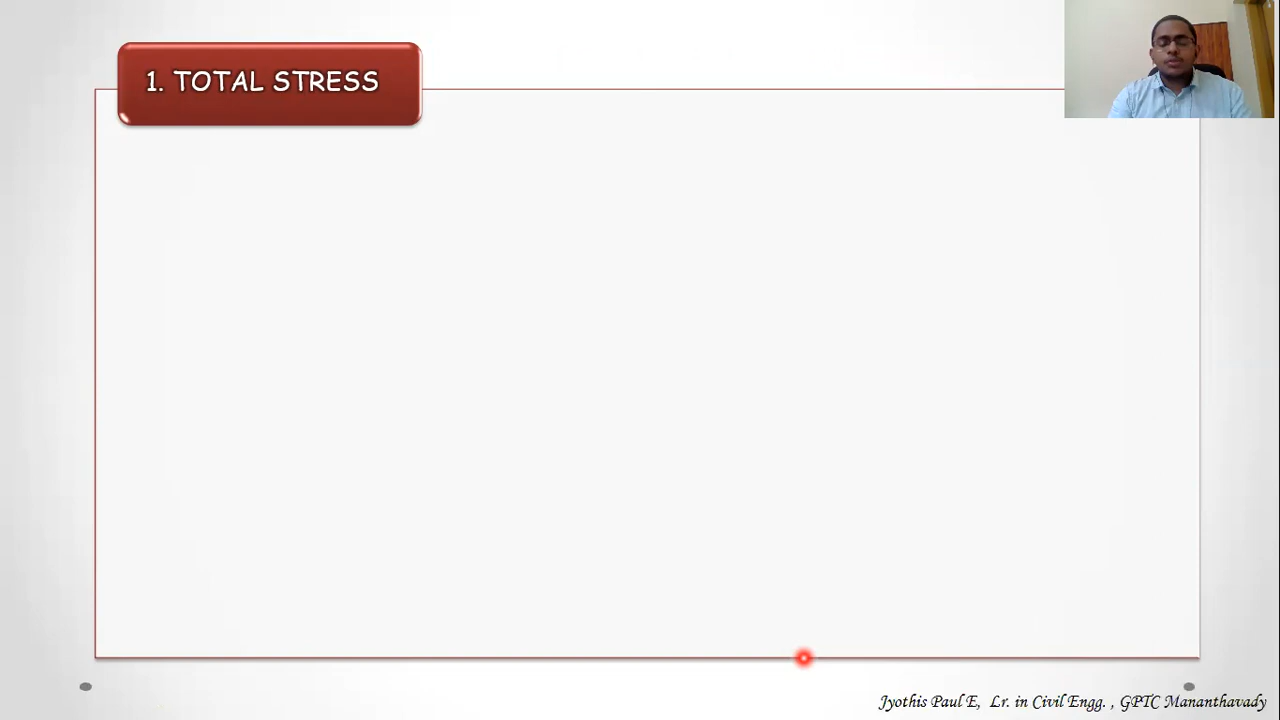 1. TOTAL STRESS
Jyothis Paul E, Lr. in Civil Engg. , GPTC Mananthavady